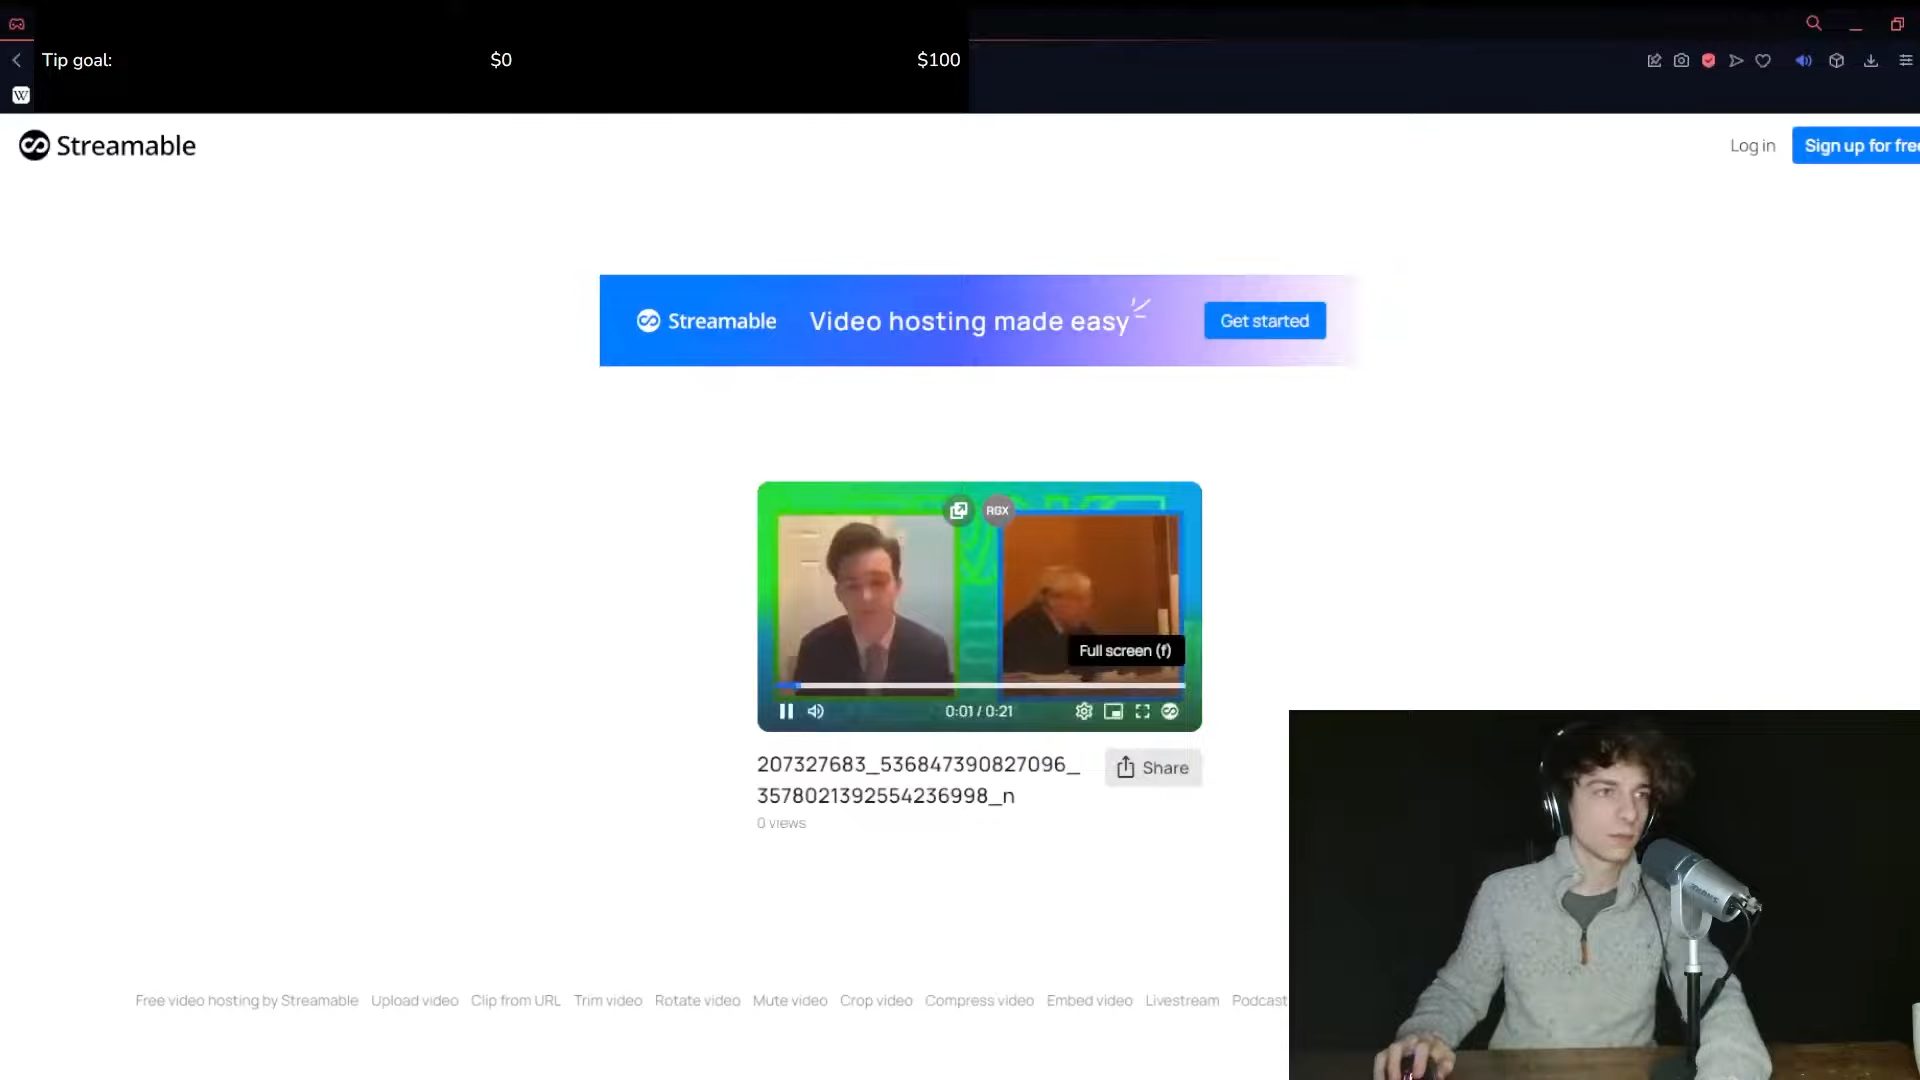 Tip goal: $0 $100
W
Streamable
Log in Sign up for free
Streamable Video hosting made easy Get started
RGX
Full screen (f)
0:01 / 0:21
207327683_536847390827096_
3578021392554236998_n
Share
0 views
Free video hosting by Streamable Upload video Clip from URL Trim video Rotate video Mute video Crop video Compress video Embed video Livestream Podcast